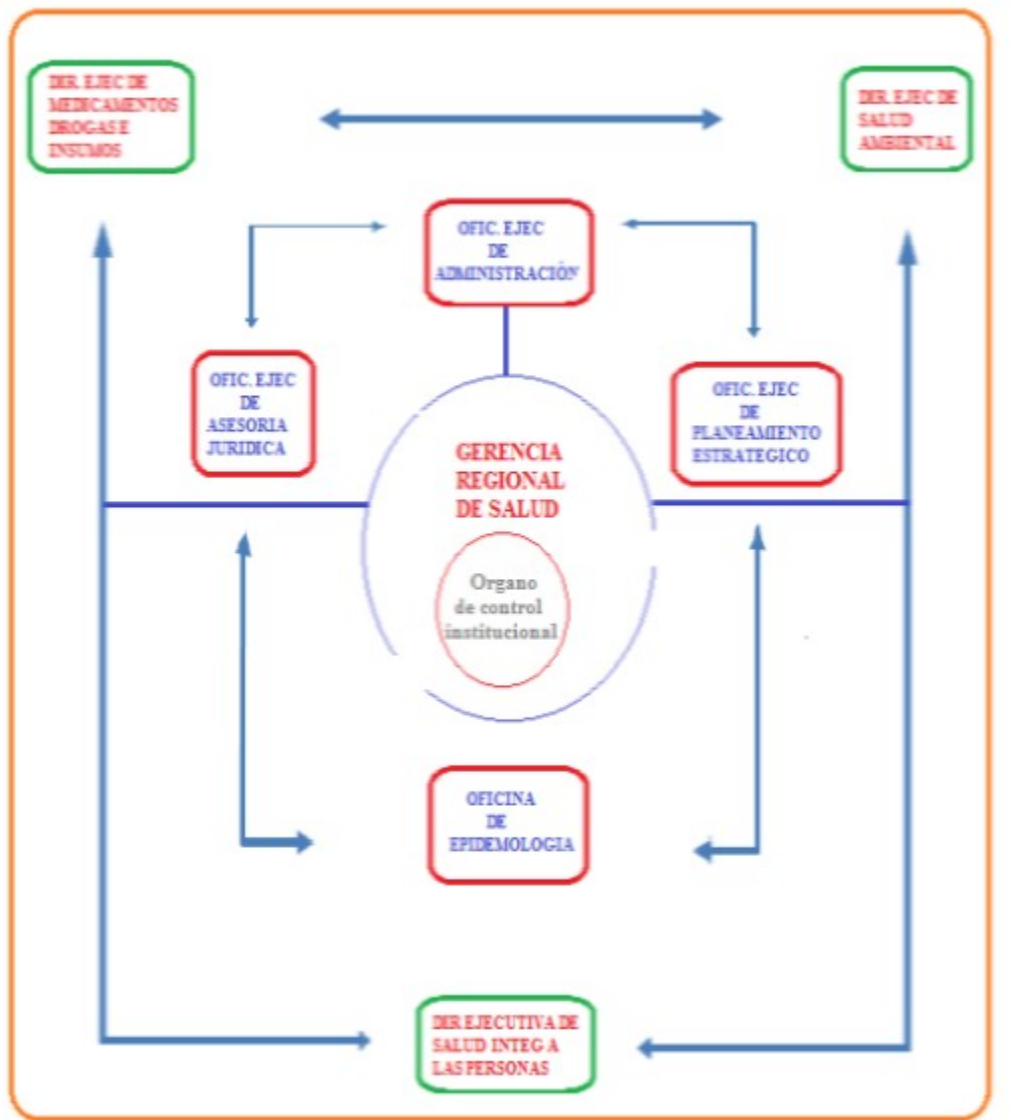 DIR. EJEC DE
MEDICAMENTOS
DROGAS E
INSUMOS
DIR. EJEC DE
SALUD
AMBIENTAL
OFIC. EJEC
DE
ADMINISTRACIÓN
OFIC. EJEC
DE
ASESORIA
JURIDICA
OFIC. EJEC
DE
PLANEAMIENTO
ESTRATEGICO
GERENCIA
REGIONAL
DE SALUD
Organo
de control
institucional
OFICINA
DE
EPIDEMOLOGIA
DIR EJECUTIVA DE
SALUD INTEG A
LAS PERSONAS